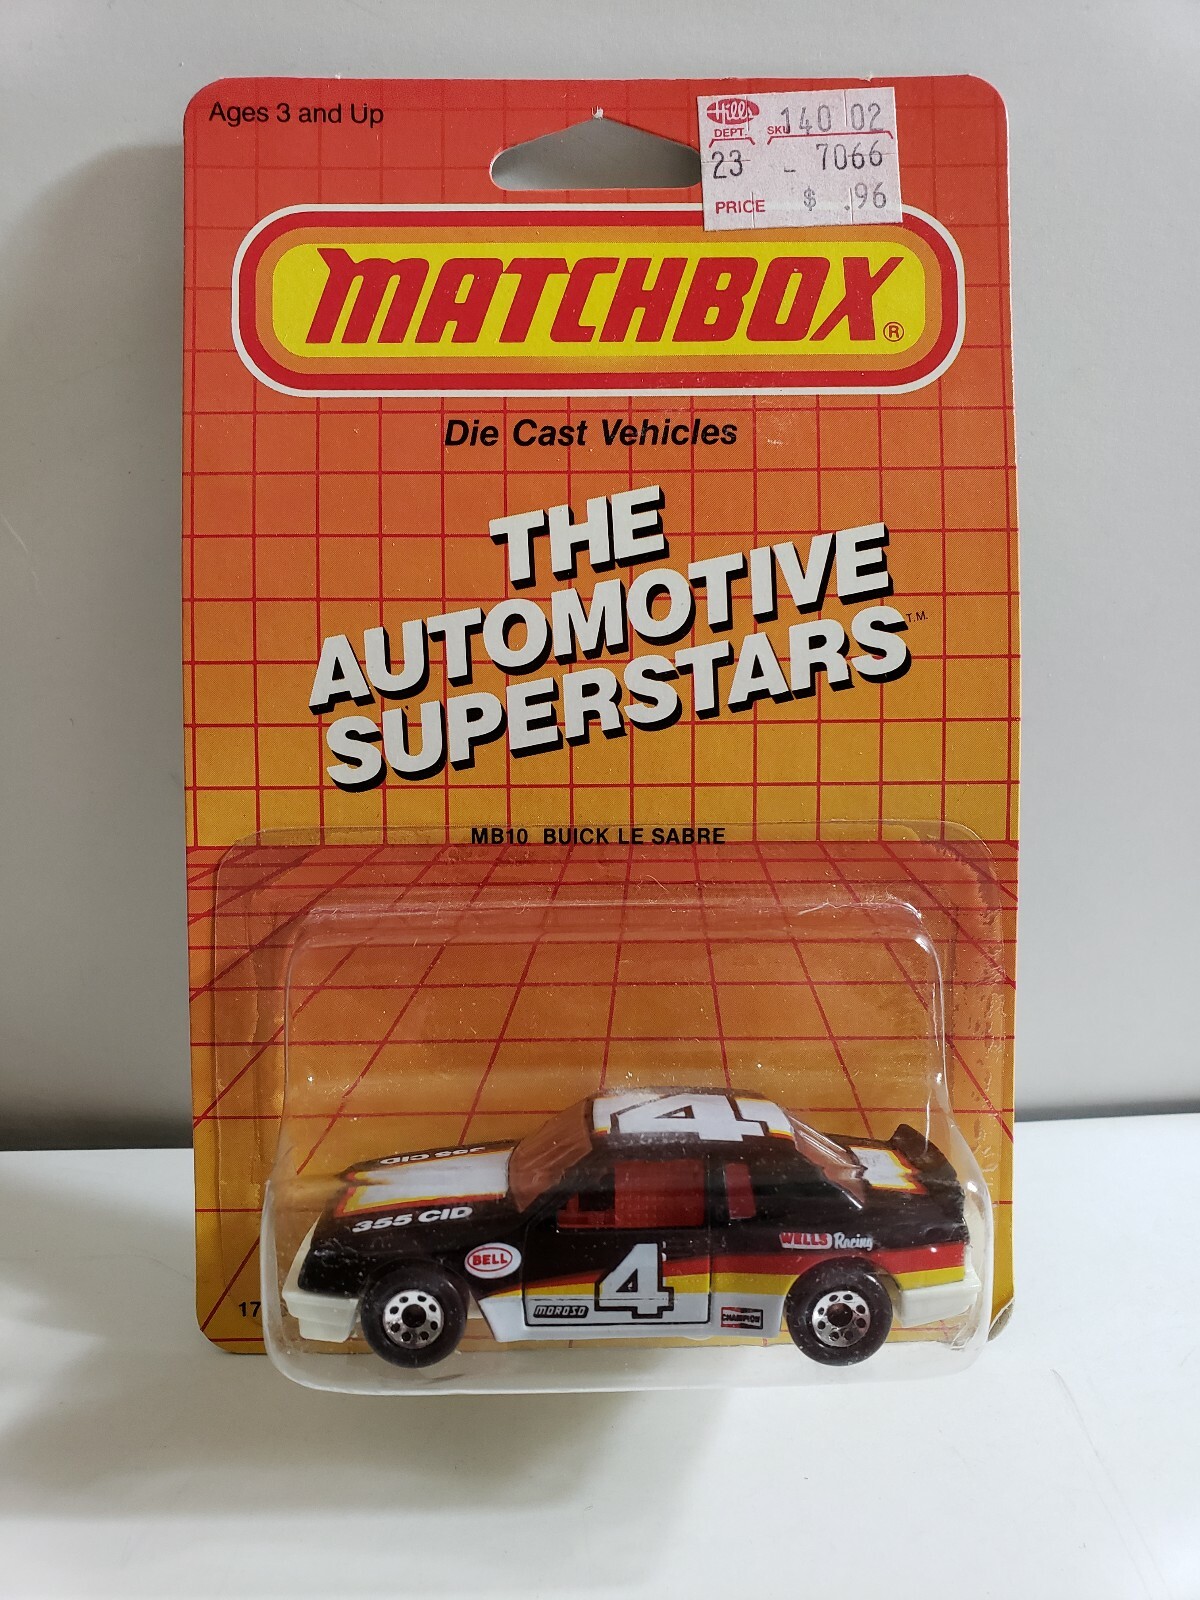 Ages 3 and Up
Hills
DEPT. SKU 140 02
23 - 7066
PRICE $ .96
MATCHBOX®
Die Cast Vehicles
THE
AUTOMOTIVE
SUPERSTARS T.M.
MB10 BUICK LE SABRE
4
355 CID
355 CID
BELL
WELLS Racing
4
MOROSO
CHAMPION
17